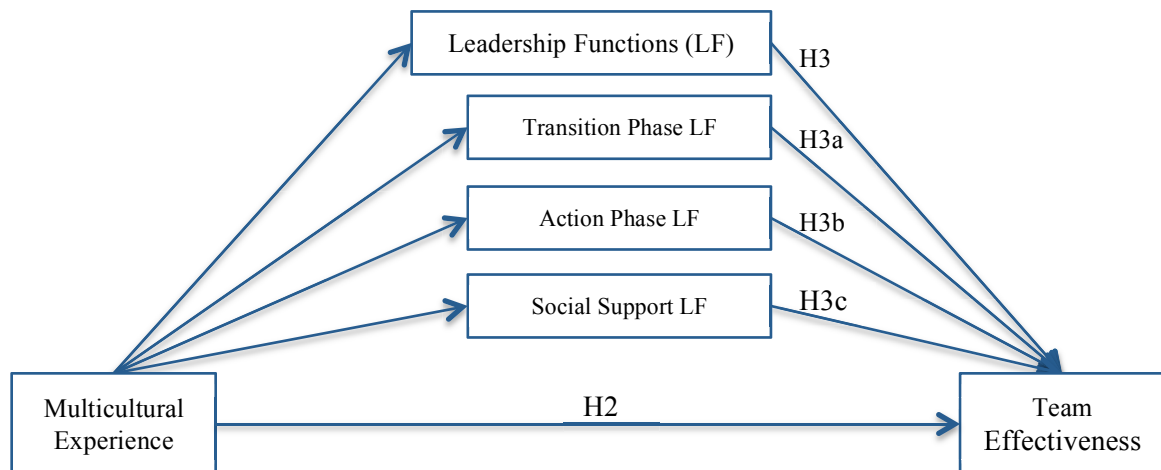 Leadership Functions (LF)
H3
Transition Phase LF
H3a
Action Phase LF
H3b
Social Support LF
H3c
Multicultural
Experience
H2
Team
Effectiveness